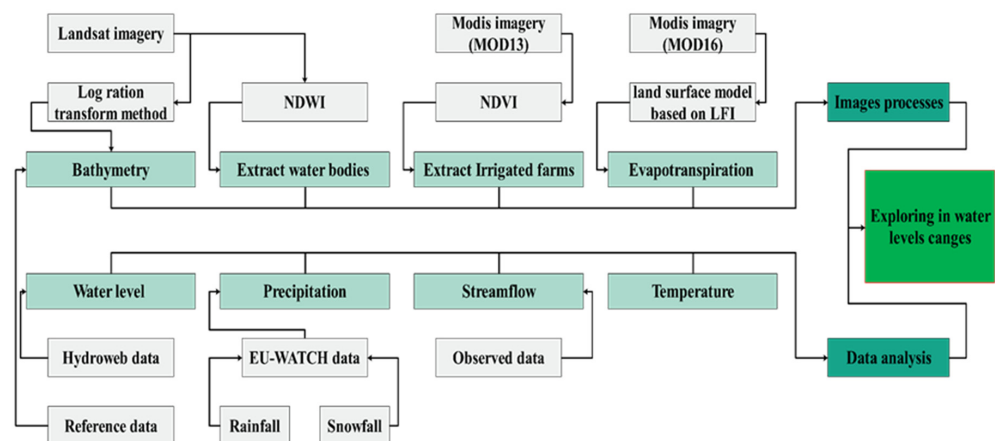 Landsat imagery
Modis imagery
(MOD13)
Modis imagry
(MOD16)
Log ration
transform method
NDWI
NDVI
land surface model
based on LFI
Images processes
Bathymetry
Extract water bodies
Extract Irrigated farms
Evapotranspiration
Exploring in water
levels canges
Water level
Precipitation
Streamflow
Temperature
Hydroweb data
EU-WATCH data
Observed data
Data analysis
Reference data
Rainfall
Snowfall